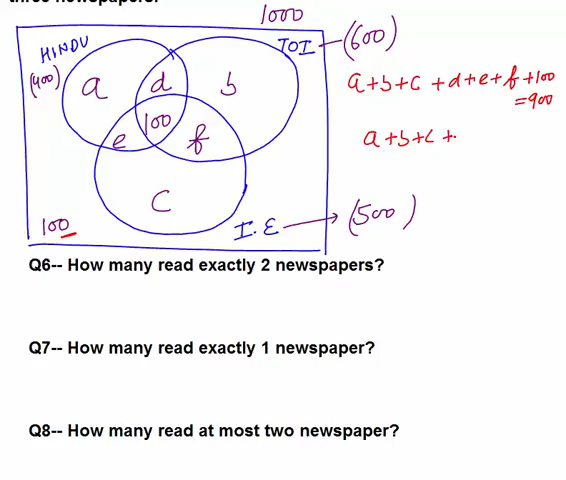 three newspapers.
1000
HINDU
TOI
(600)
(400)
a
d
b
a+b+c +d+e+f+100
=900
100
e
f
a+b+c+
c
(500)
100
I.E
Q6-- How many read exactly 2 newspapers?
Q7-- How many read exactly 1 newspaper?
Q8-- How many read at most two newspaper?